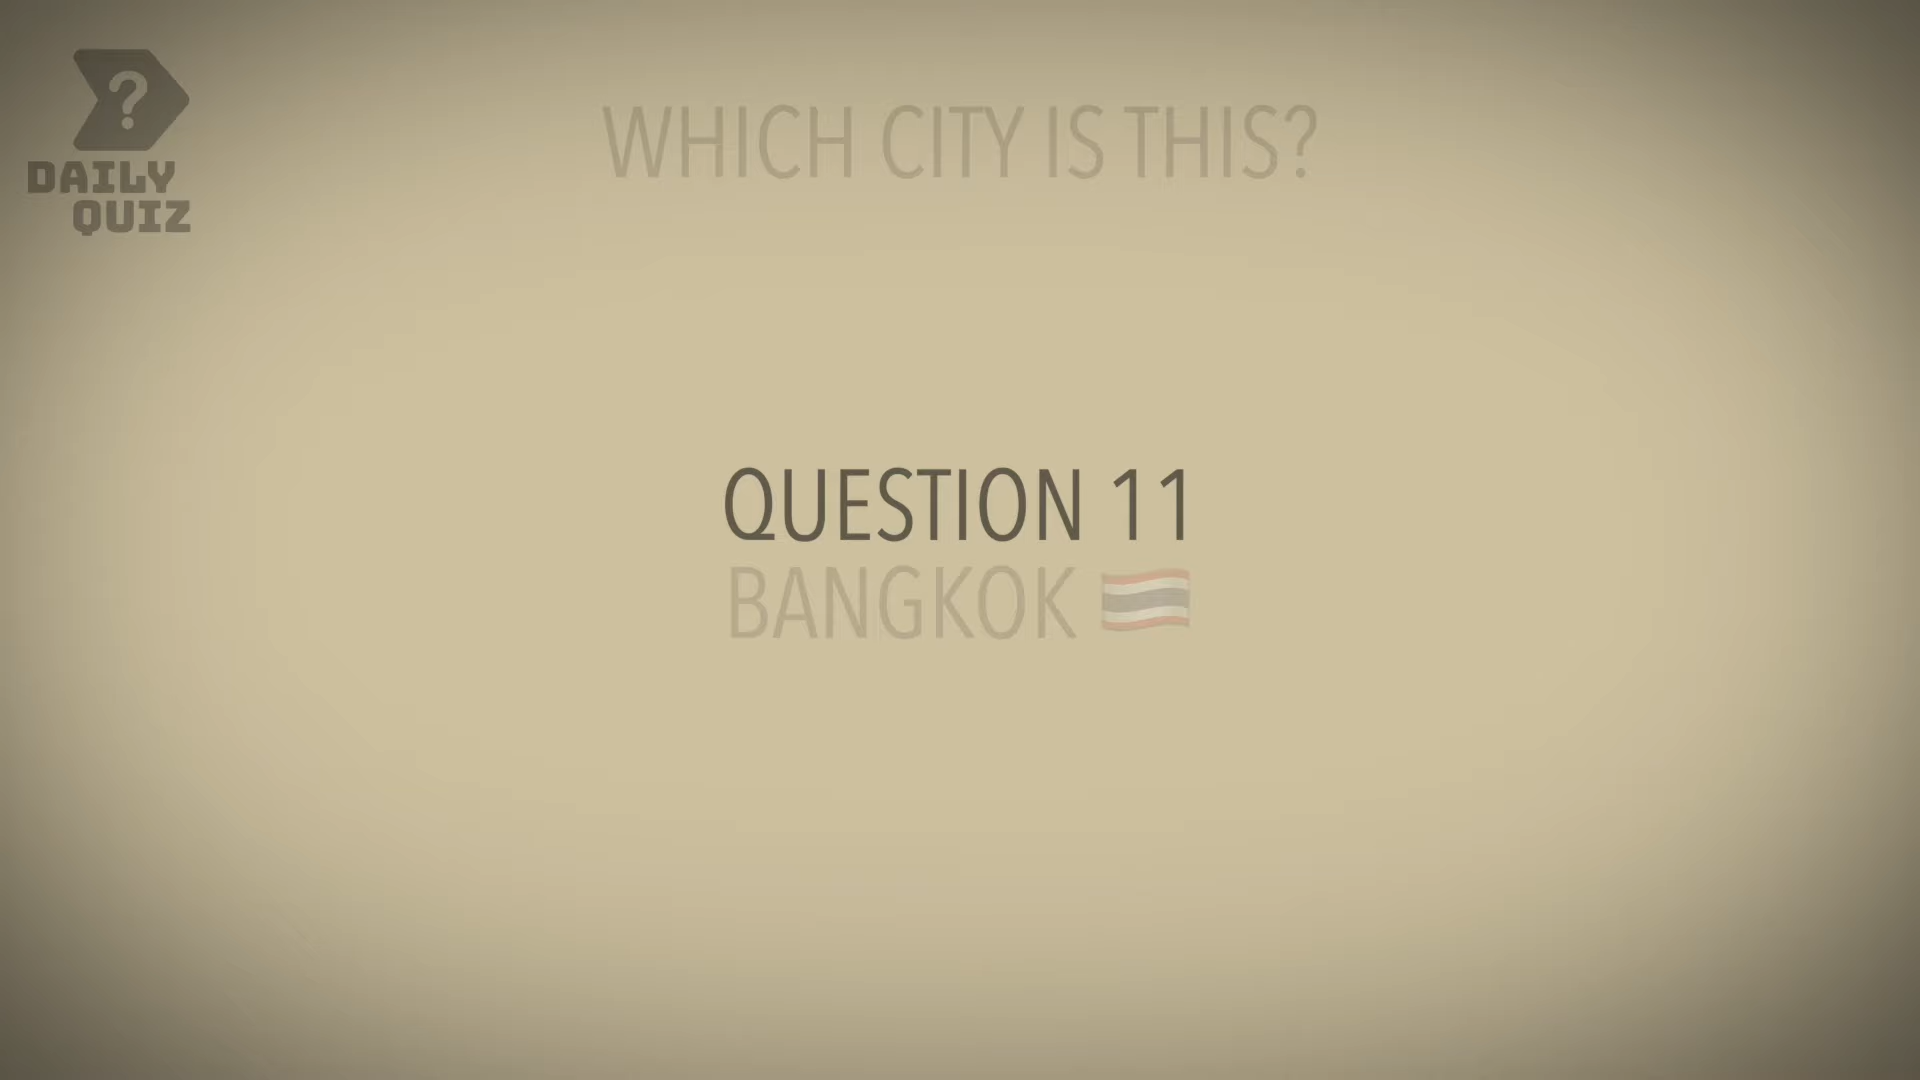 ?
DAILY
QUIZ
WHICH CITY IS THIS?
QUESTION 11
BANGKOK 🇹🇭